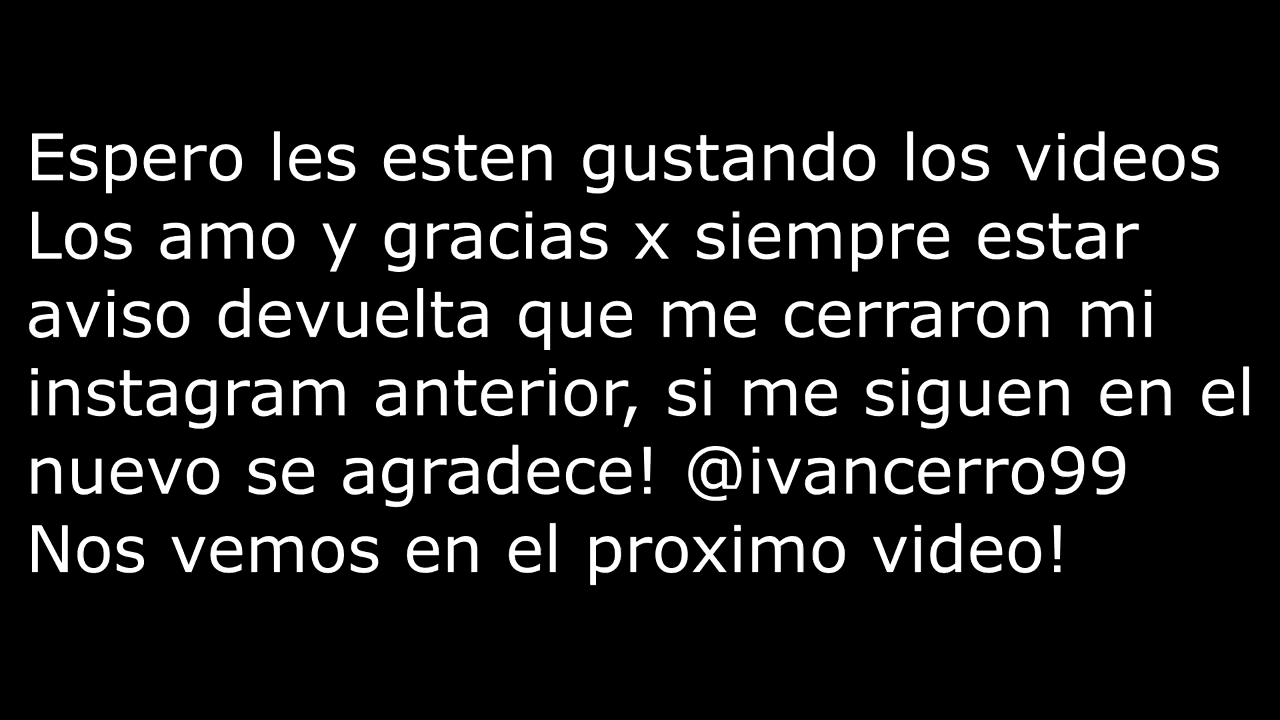 Espero les esten gustando los videos
Los amo y gracias x siempre estar
aviso devuelta que me cerraron mi
instagram anterior, si me siguen en el
nuevo se agradece! @ivancerro99
Nos vemos en el proximo video!